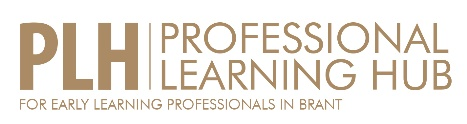 PLH PROFESSIONAL
LEARNING HUB
FOR EARLY LEARNING PROFESSIONALS IN BRANT